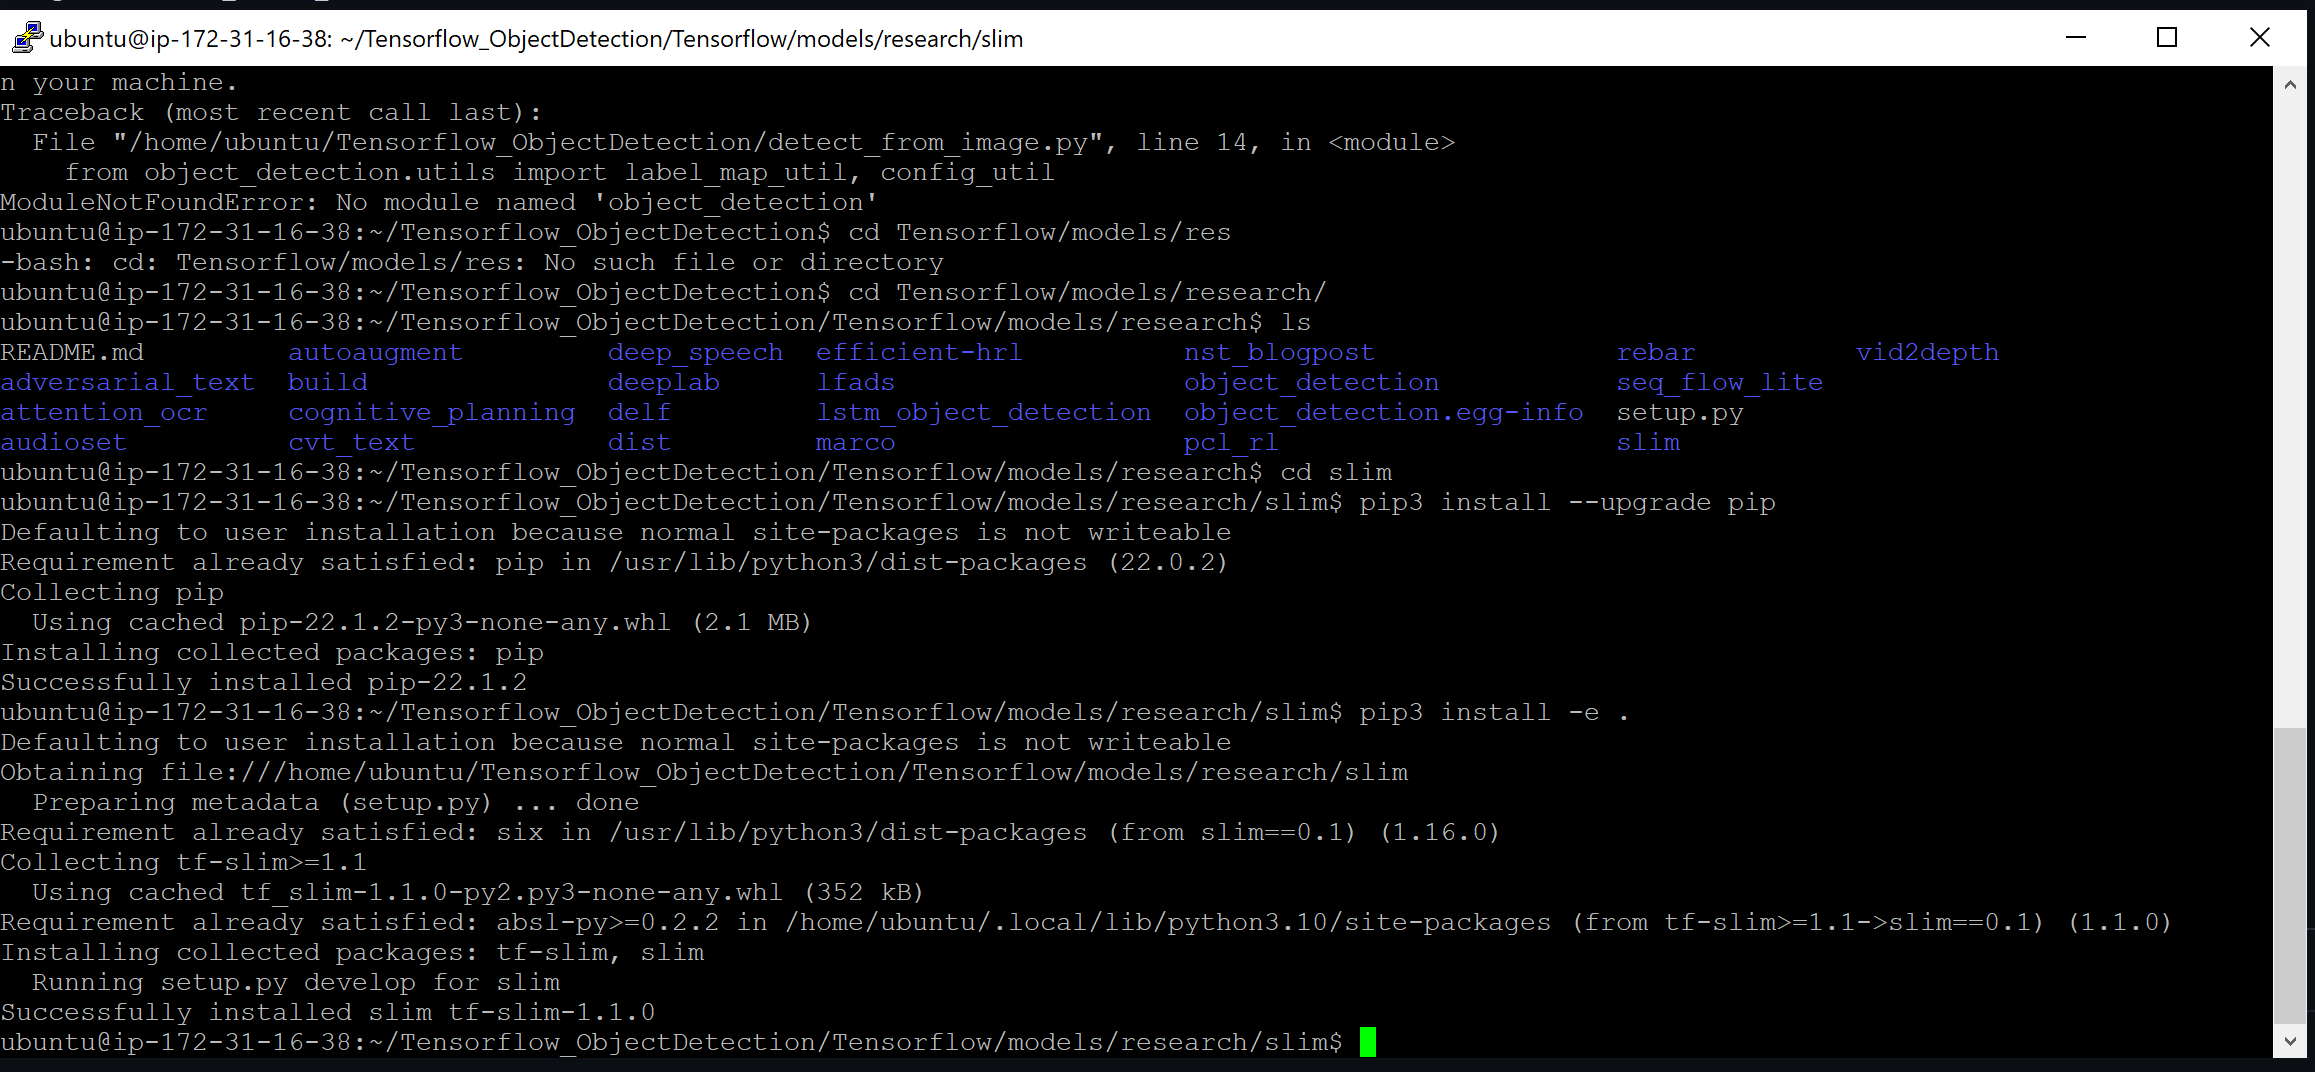 ubuntu@ip-172-31-16-38: ~/Tensorflow_ObjectDetection/Tensorflow/models/research/slim
n your machine.
Traceback (most recent call last):
  File "/home/ubuntu/Tensorflow_ObjectDetection/detect_from_image.py", line 14, in <module>
    from object_detection.utils import label_map_util, config_util
ModuleNotFoundError: No module named 'object_detection'
ubuntu@ip-172-31-16-38:~/Tensorflow_ObjectDetection$ cd Tensorflow/models/res
-bash: cd: Tensorflow/models/res: No such file or directory
ubuntu@ip-172-31-16-38:~/Tensorflow_ObjectDetection$ cd Tensorflow/models/research/
ubuntu@ip-172-31-16-38:~/Tensorflow_ObjectDetection/Tensorflow/models/research$ ls
README.md         autoaugment         deep_speech  efficient-hrl          nst_blogpost               rebar          vid2depth
adversarial_text  build               deeplab      lfads                  object_detection           seq_flow_lite
attention_ocr     cognitive_planning  delf         lstm_object_detection  object_detection.egg-info  setup.py
audioset          cvt_text            dist         marco                  pcl_rl                     slim
ubuntu@ip-172-31-16-38:~/Tensorflow_ObjectDetection/Tensorflow/models/research$ cd slim
ubuntu@ip-172-31-16-38:~/Tensorflow_ObjectDetection/Tensorflow/models/research/slim$ pip3 install --upgrade pip
Defaulting to user installation because normal site-packages is not writeable
Requirement already satisfied: pip in /usr/lib/python3/dist-packages (22.0.2)
Collecting pip
  Using cached pip-22.1.2-py3-none-any.whl (2.1 MB)
Installing collected packages: pip
Successfully installed pip-22.1.2
ubuntu@ip-172-31-16-38:~/Tensorflow_ObjectDetection/Tensorflow/models/research/slim$ pip3 install -e .
Defaulting to user installation because normal site-packages is not writeable
Obtaining file:///home/ubuntu/Tensorflow_ObjectDetection/Tensorflow/models/research/slim
  Preparing metadata (setup.py) ... done
Requirement already satisfied: six in /usr/lib/python3/dist-packages (from slim==0.1) (1.16.0)
Collecting tf-slim>=1.1
  Using cached tf_slim-1.1.0-py2.py3-none-any.whl (352 kB)
Requirement already satisfied: absl-py>=0.2.2 in /home/ubuntu/.local/lib/python3.10/site-packages (from tf-slim>=1.1->slim==0.1) (1.1.0)
Installing collected packages: tf-slim, slim
  Running setup.py develop for slim
Successfully installed slim tf-slim-1.1.0
ubuntu@ip-172-31-16-38:~/Tensorflow_ObjectDetection/Tensorflow/models/research/slim$